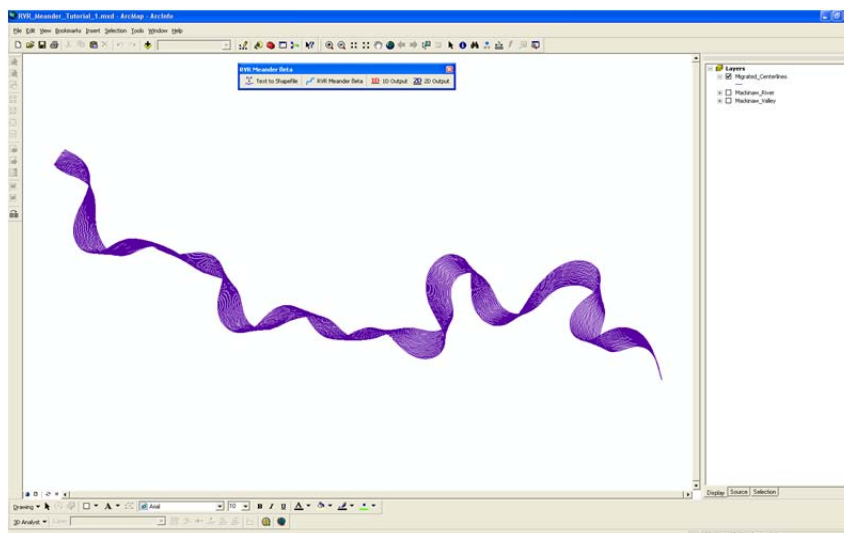 RVR_Meander_Tutorial_1.mxd - ArcMap - ArcInfo
File Edit View Bookmarks Insert Selection Tools Window Help
RVR Meander Beta
Text to ShapeFile RVR Meander Beta 1D 1D Output 2D 2D Output
Layers
Migrated_Centerlines
Mackinaw_River
Mackinaw_Valley
Display Source Selection
Drawing Arial 10 B I U A
3D Analyst